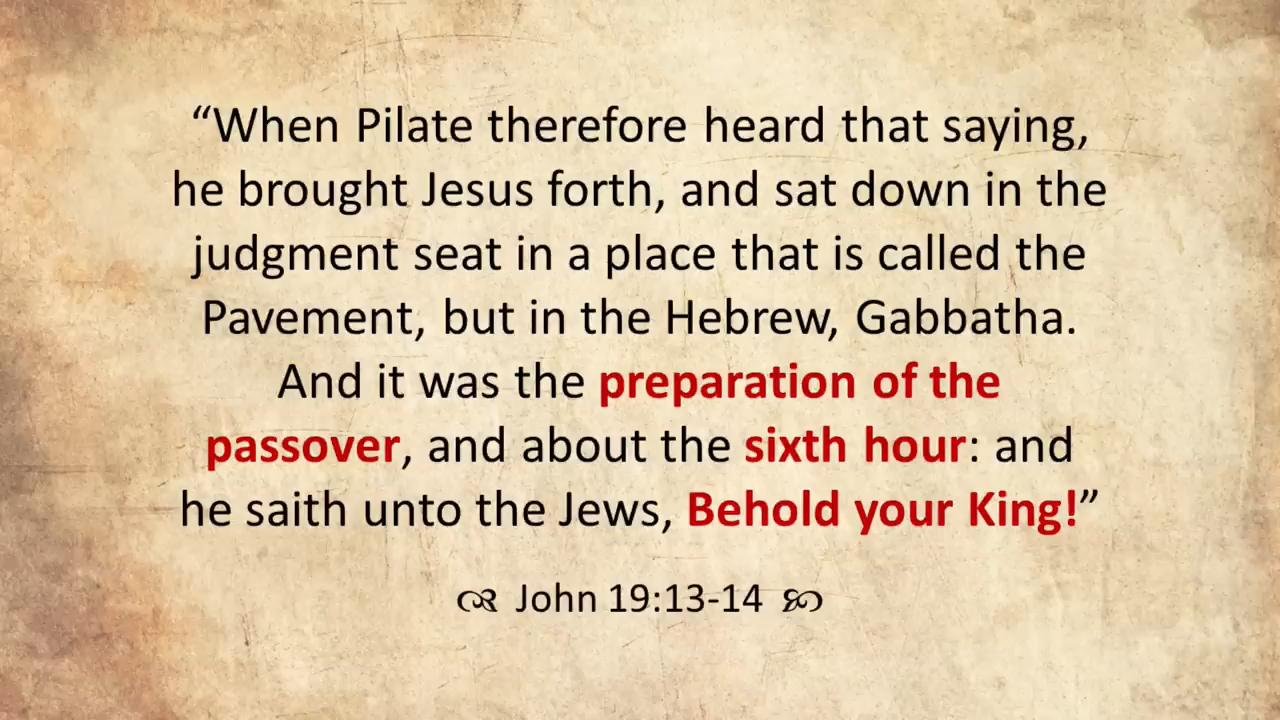 “When Pilate therefore heard that saying,
he brought Jesus forth, and sat down in the
judgment seat in a place that is called the
Pavement, but in the Hebrew, Gabbatha.
And it was the preparation of the
passover, and about the sixth hour: and
he saith unto the Jews, Behold your King!”
John 19:13-14